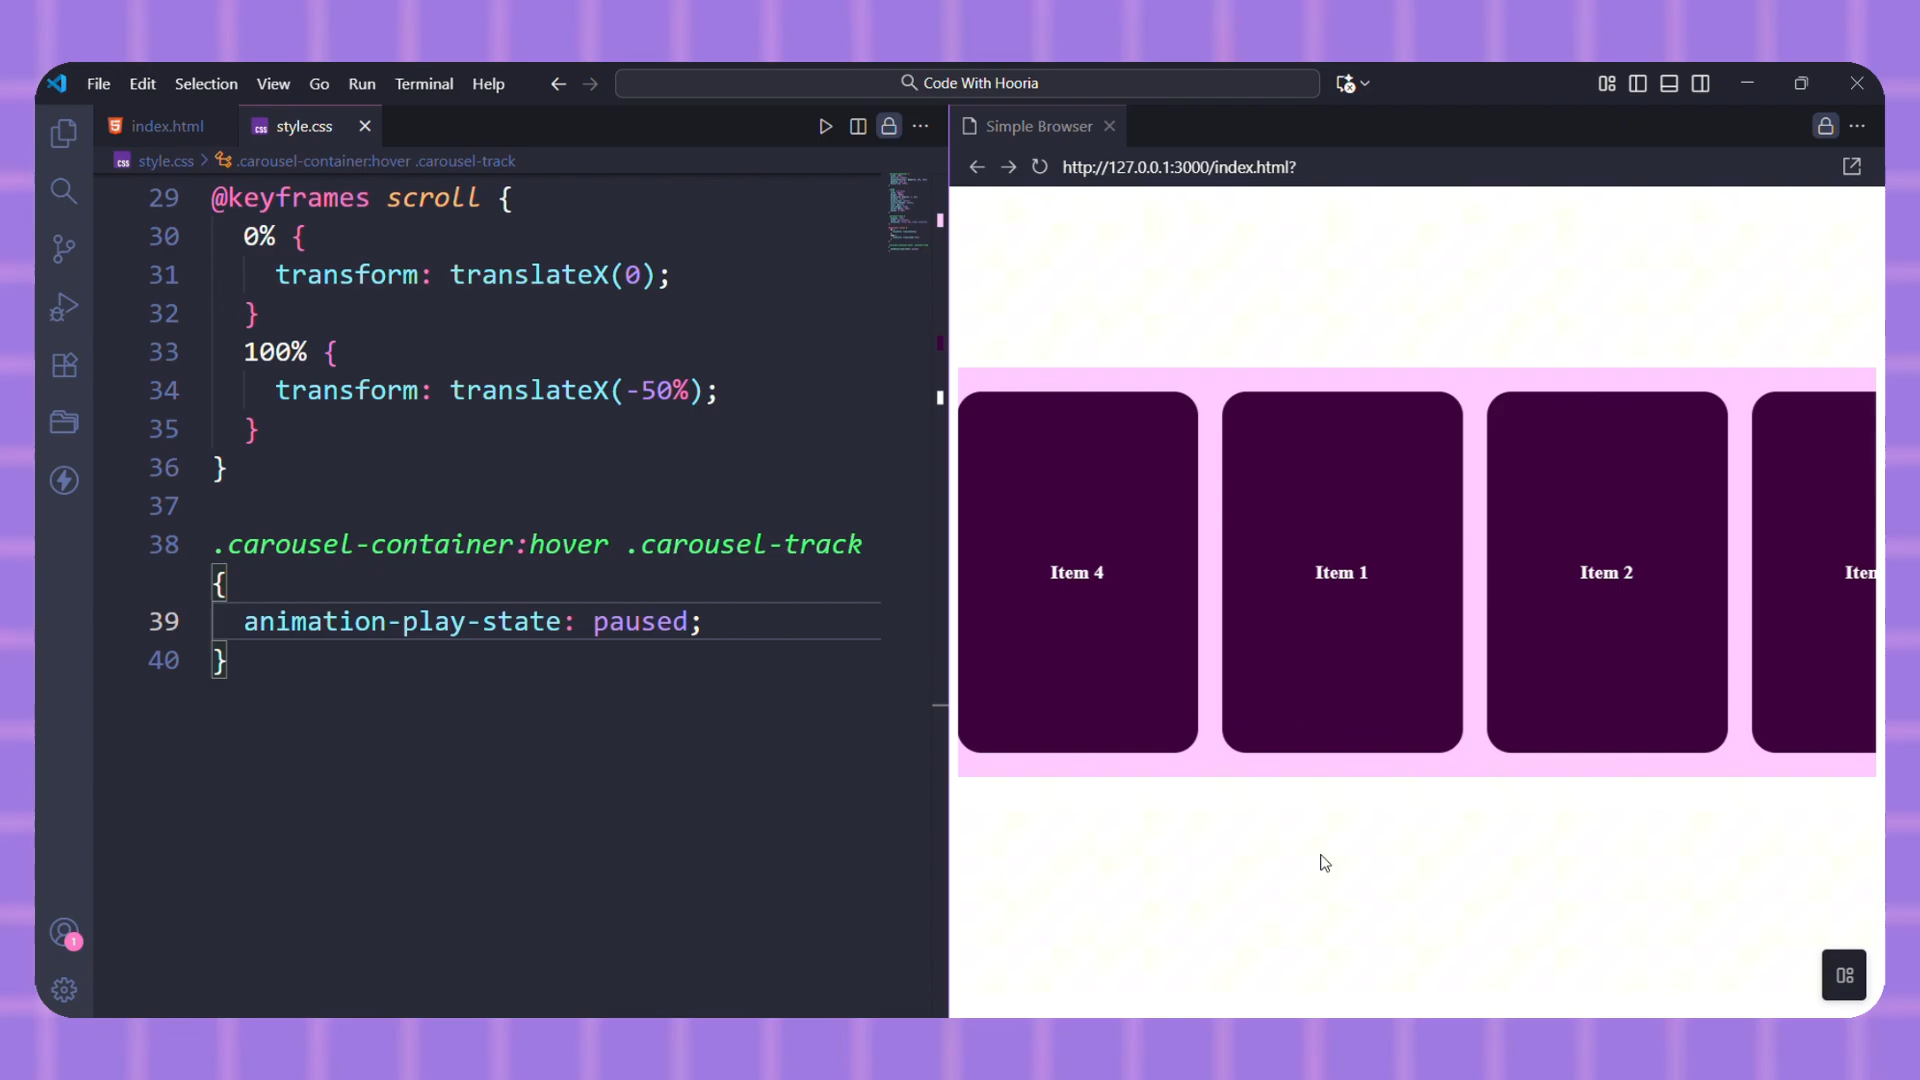 File Edit Selection View Go Run Terminal Help
Code With Hooria
index.html
style.css
Simple Browser
style.css > .carousel-container:hover .carousel-track
http://127.0.0.1:3000/index.html?
29 @keyframes scroll {
30 0% {
31 transform: translateX(0);
32 }
33 100% {
34 transform: translateX(-50%);
35 }
36 }
37
38 .carousel-container:hover .carousel-track
{
39 animation-play-state: paused;
40 }
Item 4
Item 1
Item 2
Iten
1